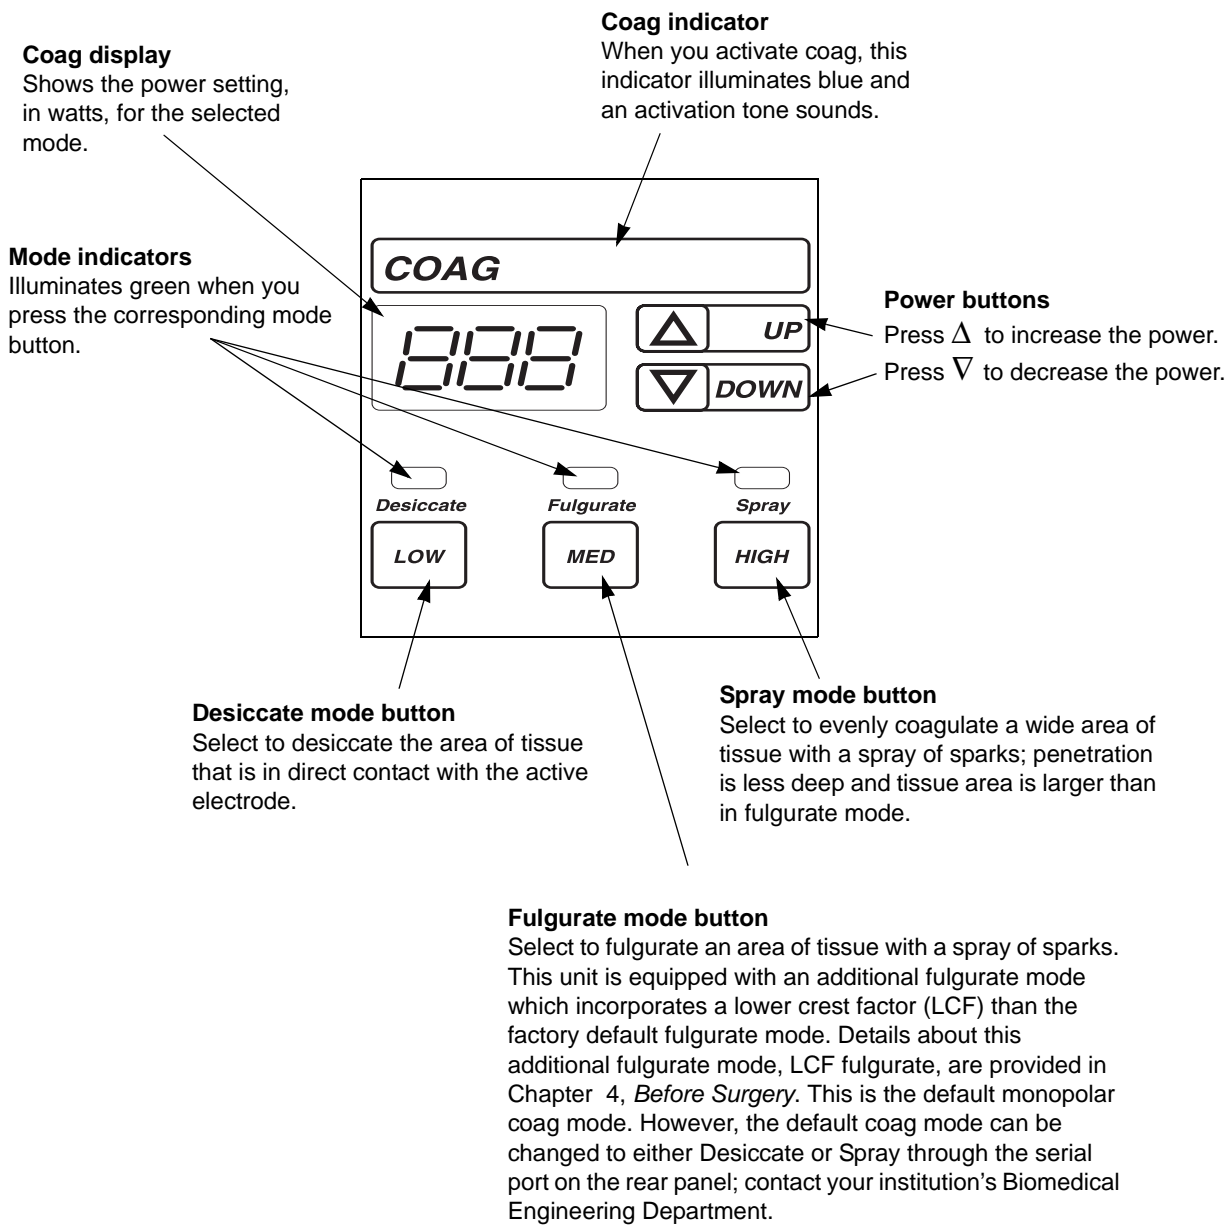 Coag indicator
When you activate coag, this
indicator illuminates blue and
an activation tone sounds.
Coag display
Shows the power setting,
in watts, for the selected
mode.
Mode indicators
Illuminates green when you
press the corresponding mode
button.
COAG
888
UP
DOWN
Power buttons
Press Δ to increase the power.
Press ∇ to decrease the power.
Desiccate Fulgurate Spray
LOW MED HIGH
Desiccate mode button
Select to desiccate the area of tissue
that is in direct contact with the active
electrode.
Spray mode button
Select to evenly coagulate a wide area of
tissue with a spray of sparks; penetration
is less deep and tissue area is larger than
in fulgurate mode.
Fulgurate mode button
Select to fulgurate an area of tissue with a spray of sparks.
This unit is equipped with an additional fulgurate mode
which incorporates a lower crest factor (LCF) than the
factory default fulgurate mode. Details about this
additional fulgurate mode, LCF fulgurate, are provided in
Chapter 4, Before Surgery. This is the default monopolar
coag mode. However, the default coag mode can be
changed to either Desiccate or Spray through the serial
port on the rear panel; contact your institution's Biomedical
Engineering Department.